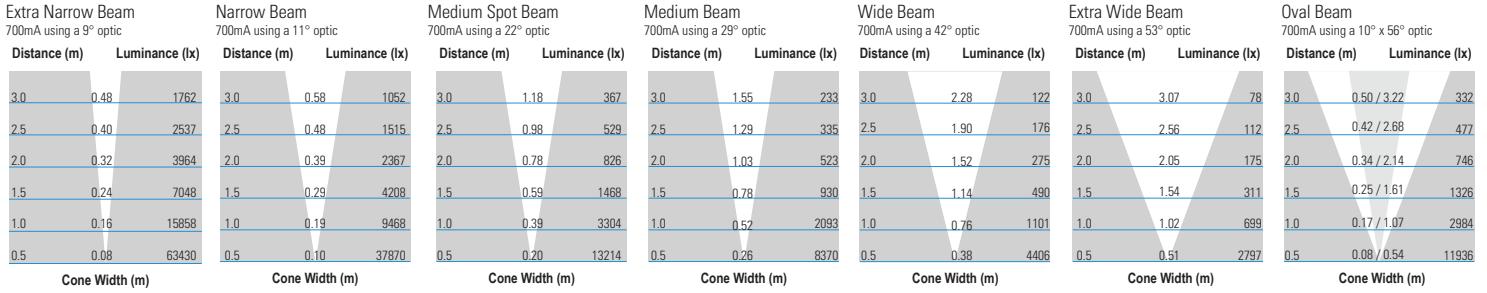 Extra Narrow Beam
700mA using a 9° optic
Distance (m) Luminance (lx)
3.0 0.48 1762
2.5 0.40 2537
2.0 0.32 3964
1.5 0.24 7048
1.0 0.16 15858
0.5 0.08 63430
Cone Width (m)
Narrow Beam
700mA using a 11° optic
Distance (m) Luminance (lx)
3.0 0.58 1052
2.5 0.48 1515
2.0 0.39 2367
1.5 0.29 4208
1.0 0.19 9468
0.5 0.10 37870
Cone Width (m)
Medium Spot Beam
700mA using a 22° optic
Distance (m) Luminance (lx)
3.0 1.18 367
2.5 0.98 529
2.0 0.78 826
1.5 0.59 1468
1.0 0.39 3304
0.5 0.20 13214
Cone Width (m)
Medium Beam
700mA using a 29° optic
Distance (m) Luminance (lx)
3.0 1.55 233
2.5 1.29 335
2.0 1.03 523
1.5 0.78 930
1.0 0.52 2093
0.5 0.26 8370
Cone Width (m)
Wide Beam
700mA using a 42° optic
Distance (m) Luminance (lx)
3.0 2.28 122
2.5 1.90 176
2.0 1.52 275
1.5 1.14 490
1.0 0.76 1101
0.5 0.38 4406
Cone Width (m)
Extra Wide Beam
700mA using a 53° optic
Distance (m) Luminance (lx)
3.0 3.07 78
2.5 2.56 112
2.0 2.05 175
1.5 1.54 311
1.0 1.02 699
0.5 0.51 2797
Cone Width (m)
Oval Beam
700mA using a 10° x 56° optic
Distance (m) Luminance (lx)
3.0 0.50 / 3.22 332
2.5 0.42 / 2.68 477
2.0 0.34 / 2.14 746
1.5 0.25 / 1.61 1326
1.0 0.17 / 1.07 2984
0.5 0.08 / 0.54 11936
Cone Width (m)